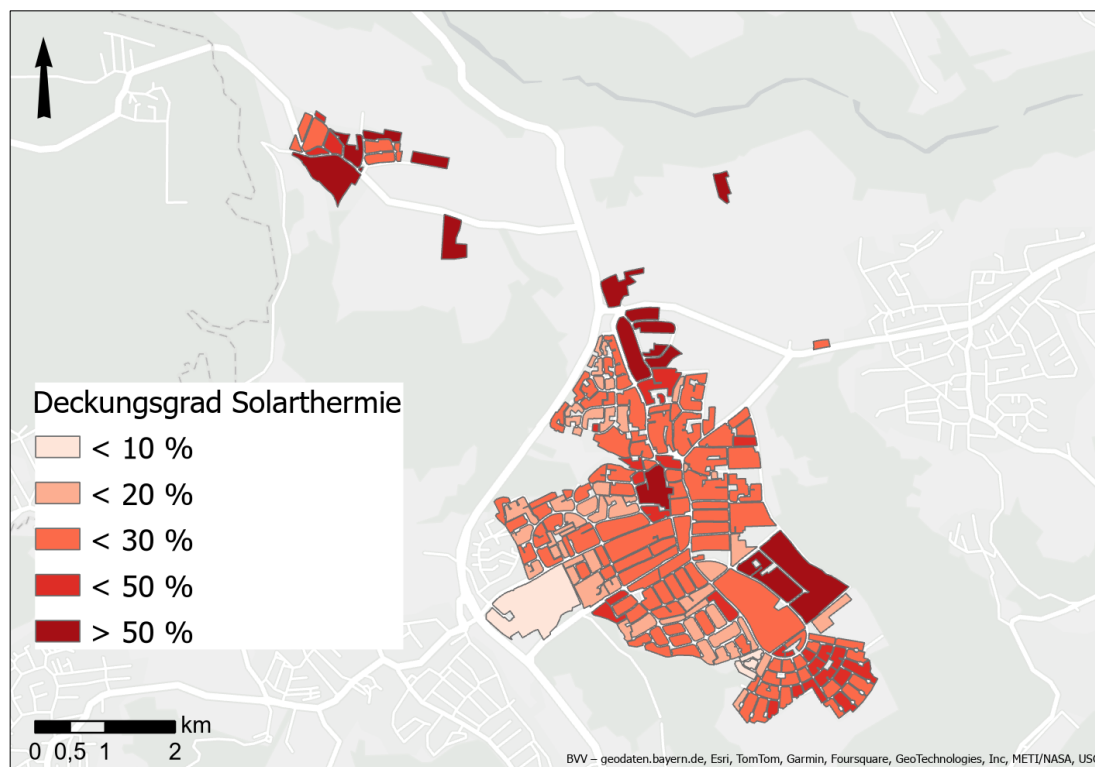 Deckungsgrad Solarthermie
< 10 %
< 20 %
< 30 %
< 50 %
> 50 %
km
0 0,5 1 2
BVV – geodaten.bayern.de, Esri, TomTom, Garmin, Foursquare, GeoTechnologies, Inc, METI/NASA, USG